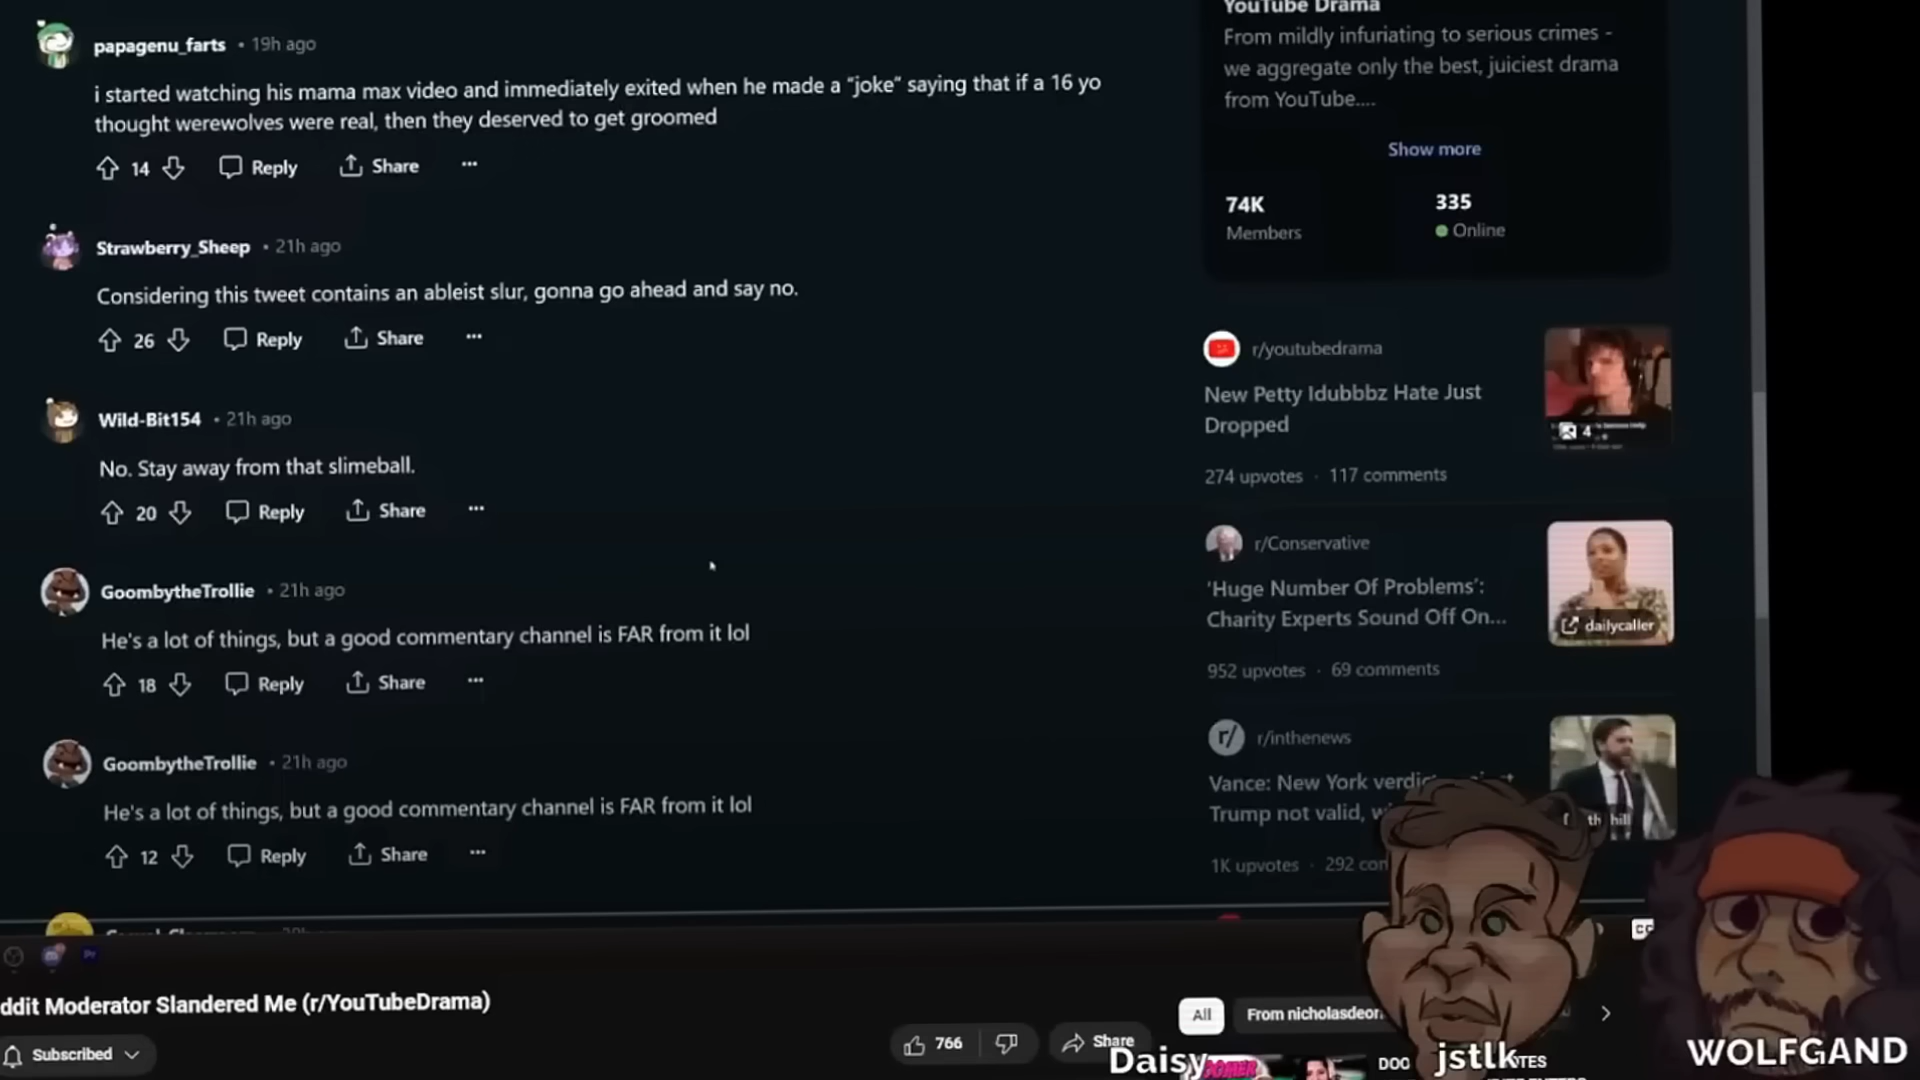 papagenu_farts • 19h ago
i started watching his mama max video and immediately exited when he made a “joke” saying that if a 16 yo
thought werewolves were real, then they deserved to get groomed
14 Reply Share ...
Strawberry_Sheep • 21h ago
Considering this tweet contains an ableist slur, gonna go ahead and say no.
26 Reply Share ...
Wild-Bit154 • 21h ago
No. Stay away from that slimeball.
20 Reply Share ...
GoombytheTrollie • 21h ago
He's a lot of things, but a good commentary channel is FAR from it lol
18 Reply Share ...
GoombytheTrollie • 21h ago
He's a lot of things, but a good commentary channel is FAR from it lol
12 Reply Share ...
YouTube Drama
From mildly infuriating to serious crimes -
we aggregate only the best, juiciest drama
from YouTube....
Show more
74K 335
Members Online
r/youtubedrama
New Petty Idubbbz Hate Just
Dropped
4
274 upvotes · 117 comments
r/Conservative
‘Huge Number Of Problems’:
Charity Experts Sound Off On...
dailycaller
952 upvotes · 69 comments
r/
r/inthenews
Vance: New York
Trump not valid,
hill
1K upvotes · 292
Pr
CC
ddit Moderator Slandered Me (r/YouTubeDrama)
Subscribed
766
Share
All
From nicholasdeor
Daisy
DOO
jstlk
WOLFGAND